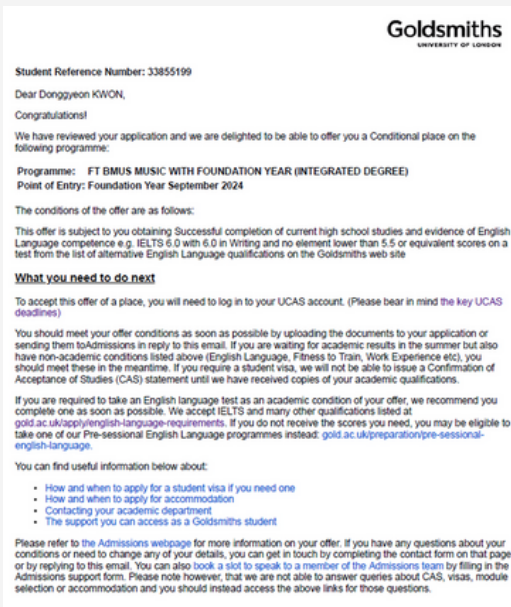 Goldsmiths
UNIVERSITY OF LONDON
Student Reference Number: 33855199
Dear Donggyeon KWON,
Congratulations!
We have reviewed your application and we are delighted to be able to offer you a Conditional place on the
following programme:
Programme: FT BMUS MUSIC WITH FOUNDATION YEAR (INTEGRATED DEGREE)
Point of Entry: Foundation Year September 2024
The conditions of the offer are as follows:
This offer is subject to you obtaining Successful completion of current high school studies and evidence of English
Language competence e.g. IELTS 6.0 with 6.0 in Writing and no element lower than 5.5 or equivalent scores on a
test from the list of alternative English Language qualifications on the Goldsmiths web site
What you need to do next
To accept this offer of a place, you will need to log in to your UCAS account. (Please bear in mind the key UCAS
deadlines)
You should meet your offer conditions as soon as possible by uploading the documents to your application or
sending them toAdmissions in reply to this email. If you are waiting for academic results in the summer but also
have non-academic conditions listed above (English Language, Fitness to Train, Work Experience etc), you
should meet these in the meantime. If you require a student visa, we will not be able to issue a Confirmation of
Acceptance of Studies (CAS) statement until we have received copies of your academic qualifications.
If you are required to take an English language test as an academic condition of your offer, we recommend you
complete one as soon as possible. We accept IELTS and many other qualifications listed at
gold.ac.uk/apply/english-language-requirements. If you do not receive the scores you need, you may be eligible to
take one of our Pre-sessional English Language programmes instead: gold.ac.uk/preparation/pre-sessional-
english-language.
You can find useful information below about:
• How and when to apply for a student visa if you need one
• How and when to apply for accommodation
• Contacting your academic department
• The support you can access as a Goldsmiths student
Please refer to the Admissions webpage for more information on your offer. If you have any questions about your
conditions or need to change any of your details, you can get in touch by completing the contact form on that page
or by replying to this email. You can also book a slot to speak to a member of the Admissions team by filling in the
Admissions support form. Please note however, that we are not able to answer queries about CAS, visas, module
selection or accommodation and you should instead access the above links for those questions.